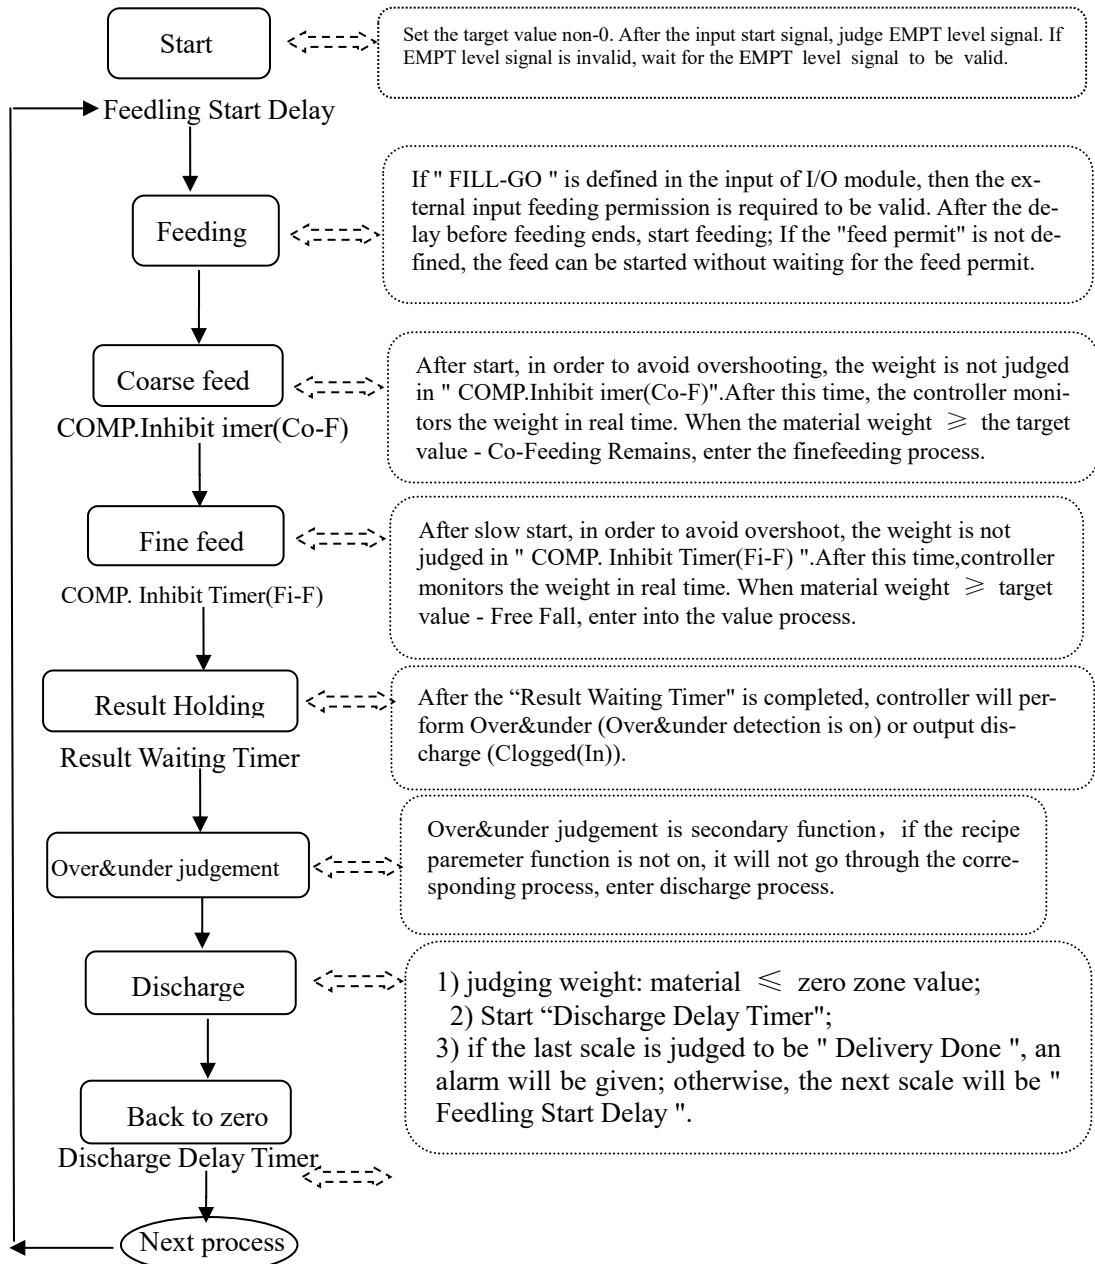 Start
Set the target value non-0. After the input start signal, judge EMPT level signal. If
EMPT level signal is invalid, wait for the EMPT level signal to be valid.
Feedling Start Delay
Feeding
If " FILL-GO " is defined in the input of I/O module, then the ex-
ternal input feeding permission is required to be valid. After the de-
lay before feeding ends, start feeding; If the "feed permit" is not de-
fined, the feed can be started without waiting for the feed permit.
Coarse feed
COMP.Inhibit imer(Co-F)
After start, in order to avoid overshooting, the weight is not judged
in " COMP.Inhibit imer(Co-F)".After this time, the controller moni-
tors the weight in real time. When the material weight ≥ the target
value - Co-Feeding Remains, enter the finefeeding process.
Fine feed
COMP. Inhibit Timer(Fi-F)
After slow start, in order to avoid overshoot, the weight is not
judged in " COMP. Inhibit Timer(Fi-F) ".After this time,controller
monitors the weight in real time. When material weight ≥ target
value - Free Fall, enter into the value process.
Result Holding
Result Waiting Timer
After the “Result Waiting Timer" is completed, controller will per-
form Over&under (Over&under detection is on) or output dis-
charge (Clogged(In)).
Over&under judgement
Over&under judgement is secondary function，if the recipe
paremeter function is not on, it will not go through the corre-
sponding process, enter discharge process.
Discharge
1) judging weight: material ≤ zero zone value;
2) Start “Discharge Delay Timer";
3) if the last scale is judged to be " Delivery Done ", an
alarm will be given; otherwise, the next scale will be "
Feedling Start Delay ".
Back to zero
Discharge Delay Timer
Next process